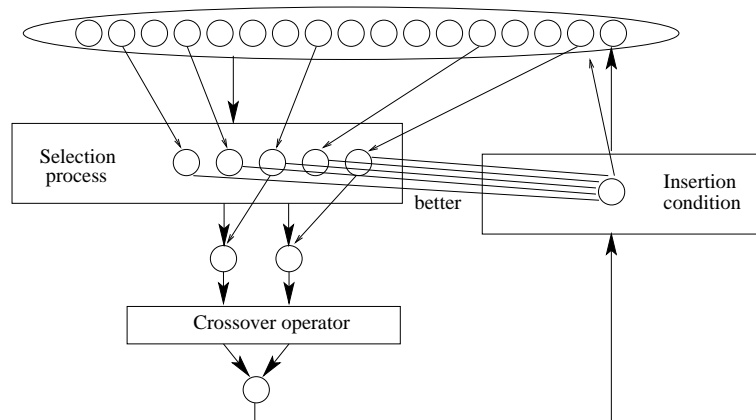 Selection
process
Insertion
condition
better
Crossover operator